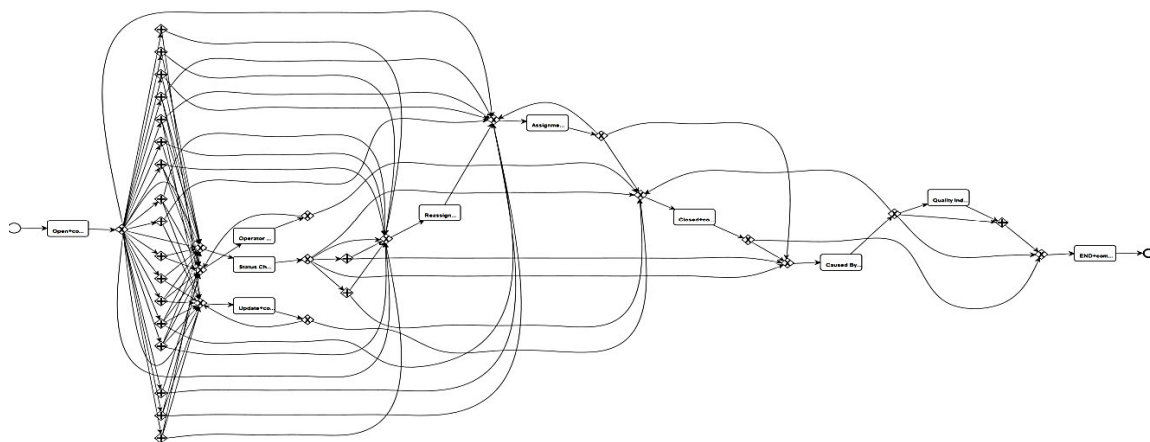 Open+co...
Operator ...
Status Ch...
Update+co...
Reassign...
Assignme...
Closed+co...
Caused By...
Quality Ind...
END+com...